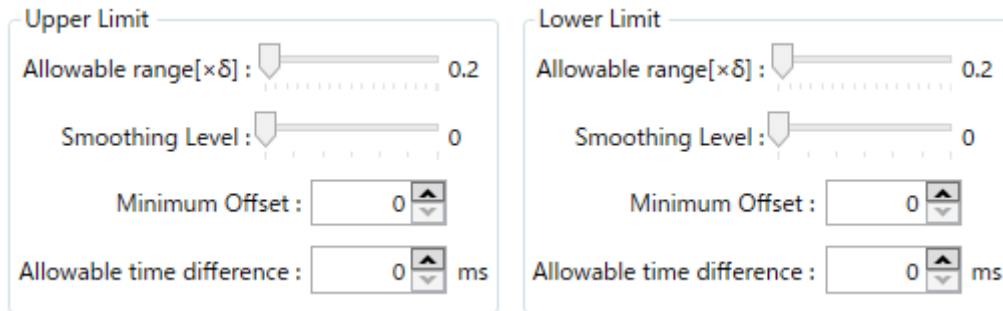 Upper Limit
Allowable range[×δ] : 0.2
Smoothing Level : 0
Minimum Offset : 0
Allowable time difference : 0 ms
Lower Limit
Allowable range[×δ] : 0.2
Smoothing Level : 0
Minimum Offset : 0
Allowable time difference : 0 ms